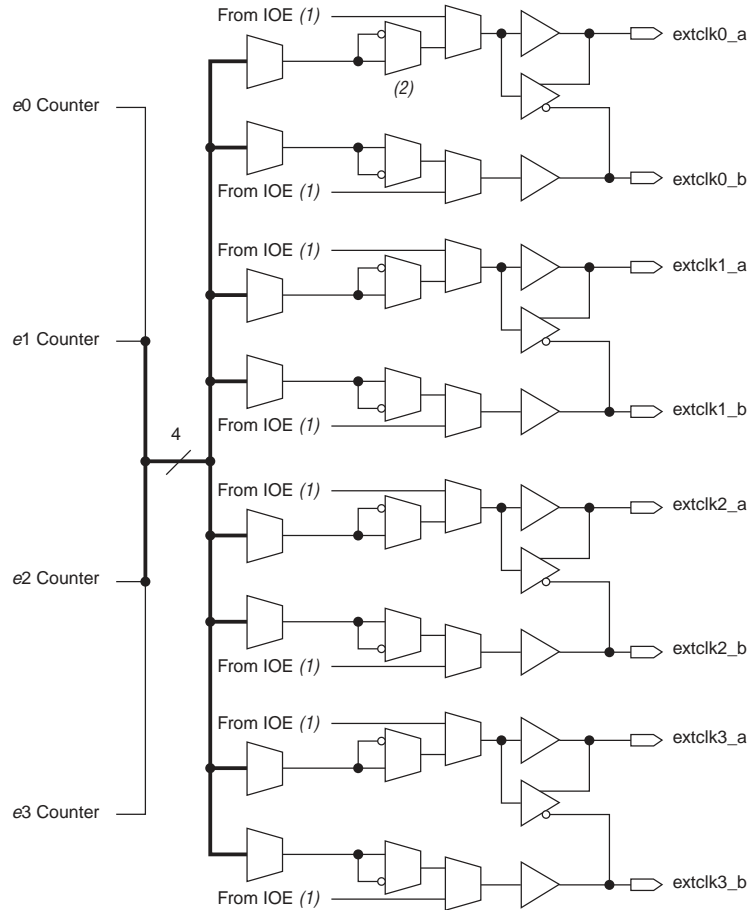 From IOE (1)
extclk0_a
(2)
e0 Counter
extclk0_b
From IOE (1)
From IOE (1)
extclk1_a
e1 Counter
extclk1_b
From IOE (1)
4
From IOE (1)
extclk2_a
e2 Counter
extclk2_b
From IOE (1)
From IOE (1)
extclk3_a
e3 Counter
extclk3_b
From IOE (1)